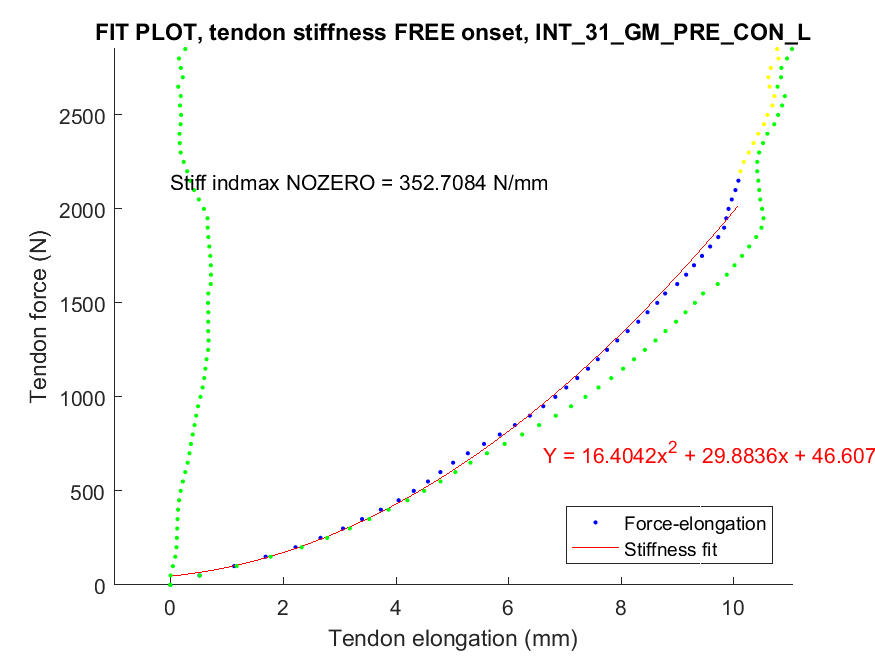 FIT PLOT, tendon stiffness FREE onset, INT_31_GM_PRE_CON_L
2500
Stiff indmax NOZERO = 352.7084 N/mm
2000
Tendon force (N)
1500
1000
Y = 16.4042x² + 29.8836x + 46.607
500
Force-elongation
Stiffness fit
0
0 2 4 6 8 10
Tendon elongation (mm)